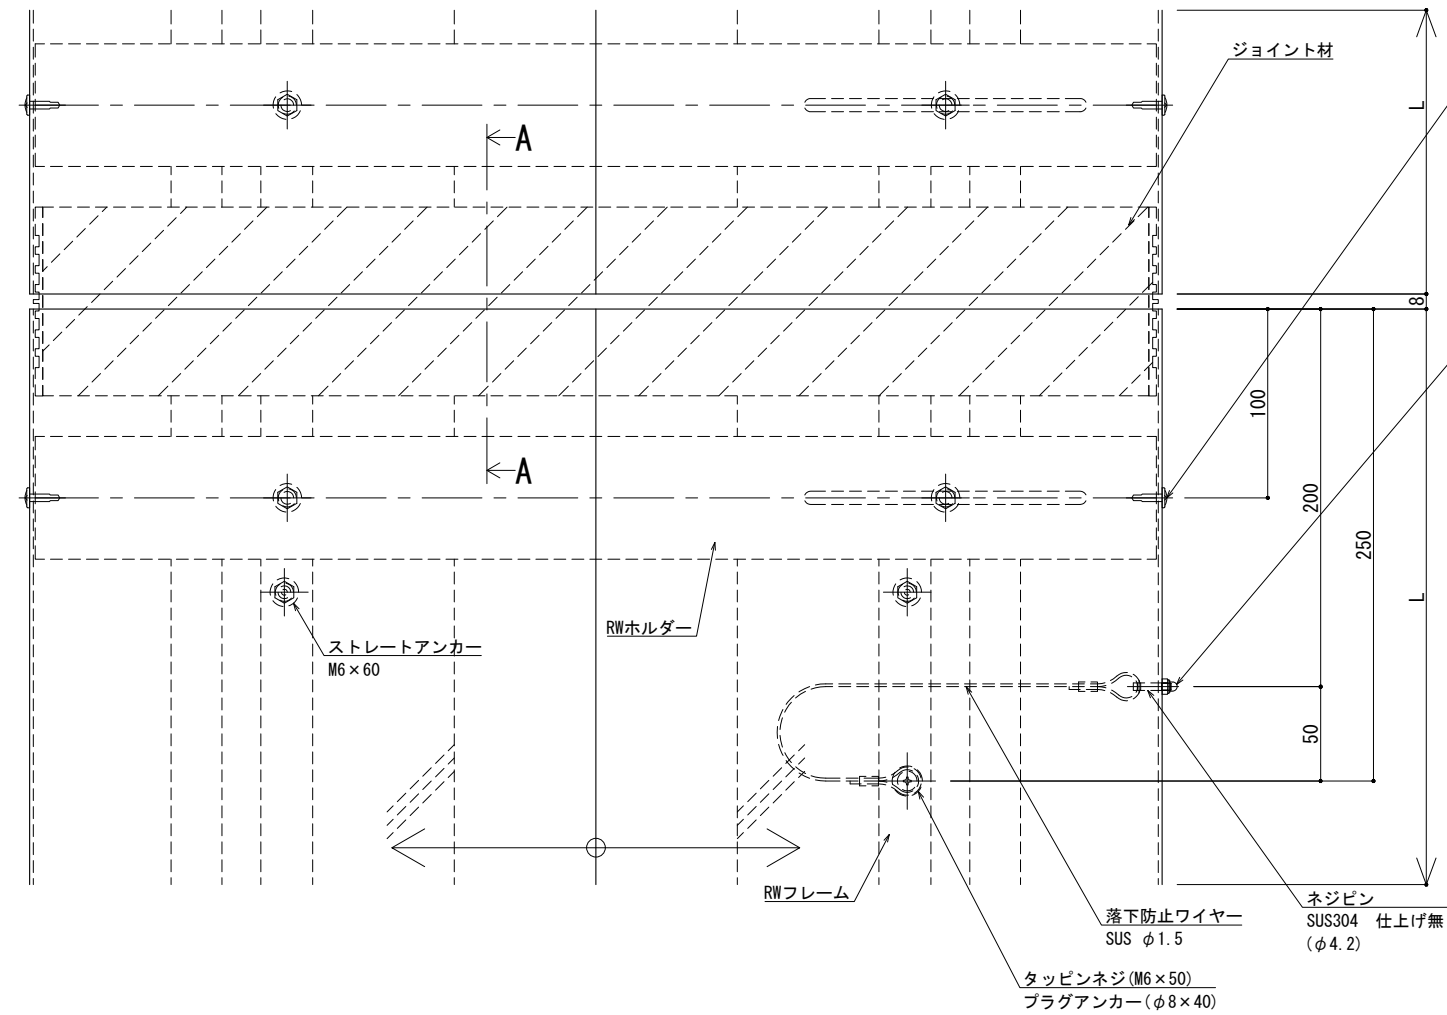 ジョイント材
L
A
8
100
A
200
250
L
RWホルダー
ストレートアンカー
M6×60
50
RWフレーム
落下防止ワイヤー
SUS φ1.5
ネジピン
SUS304 仕上げ無
(φ4.2)
タッピンネジ(M6×50)
プラグアンカー(φ8×40)